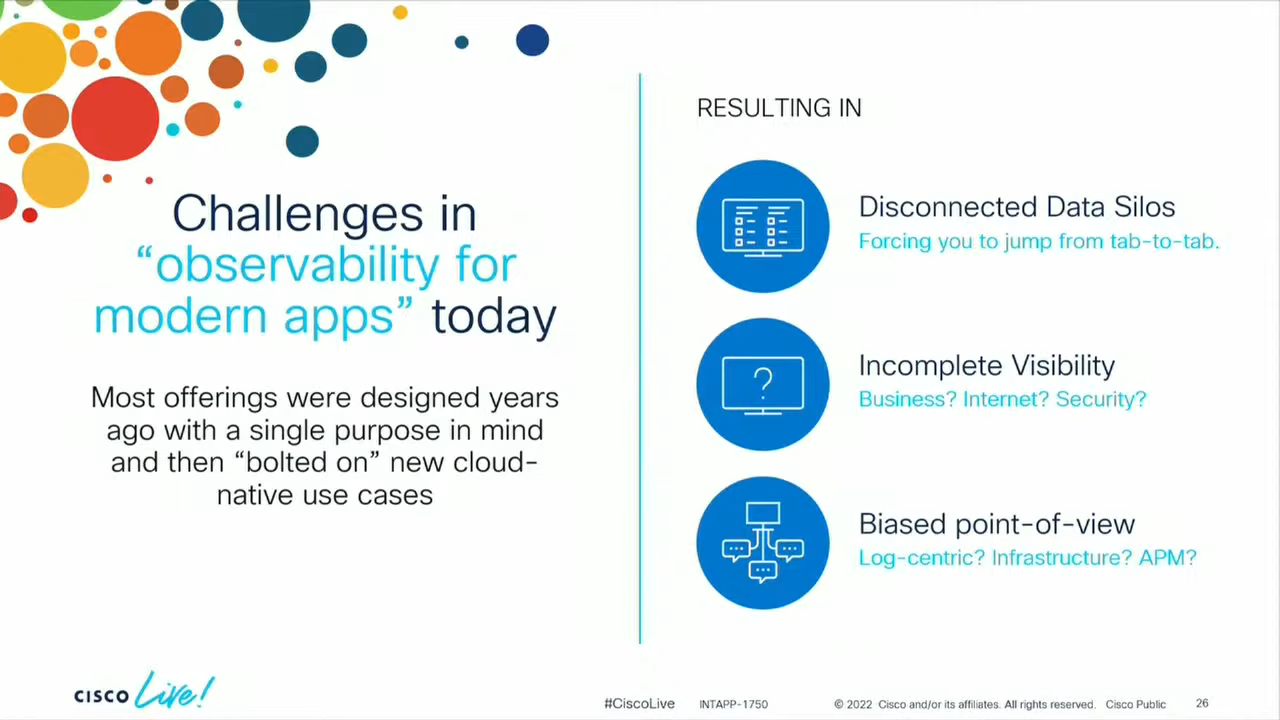 Challenges in
“observability for
modern apps” today
Most offerings were designed years
ago with a single purpose in mind
and then “bolted on” new cloud-
native use cases
RESULTING IN
Disconnected Data Silos
Forcing you to jump from tab-to-tab.
?
Incomplete Visibility
Business? Internet? Security?
Biased point-of-view
Log-centric? Infrastructure? APM?
CISCO Live!
#CiscoLive
INTAPP-1750
© 2022 Cisco and/or its affiliates. All rights reserved. Cisco Public
26